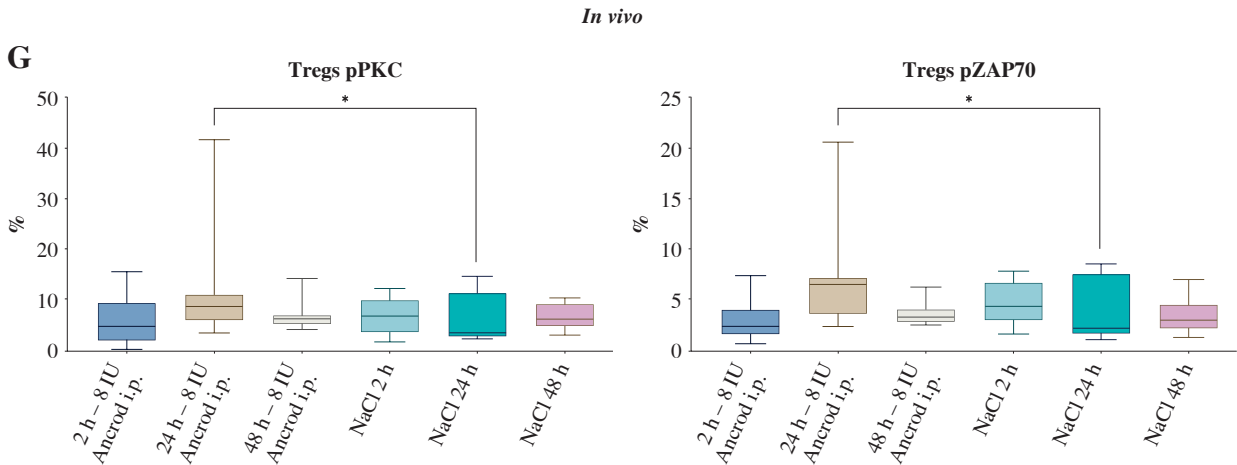 In vivo
G
Tregs pPKC
50
40
30
20
10
0
%
*
2 h – 8 IU
Ancrod i.p.
24 h – 8 IU
Ancrod i.p.
48 h – 8 IU
Ancrod i.p.
NaCl 2 h
NaCl 24 h
NaCl 48 h
Tregs pZAP70
25
20
15
10
5
0
%
*
2 h – 8 IU
Ancrod i.p.
24 h – 8 IU
Ancrod i.p.
48 h – 8 IU
Ancrod i.p.
NaCl 2 h
NaCl 24 h
NaCl 48 h